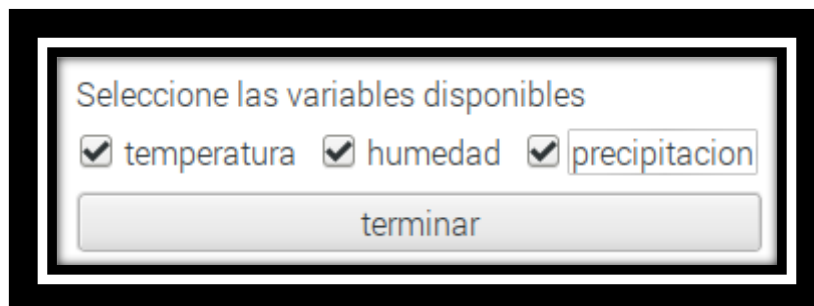 Seleccione las variables disponibles
temperatura humedad precipitacion
terminar